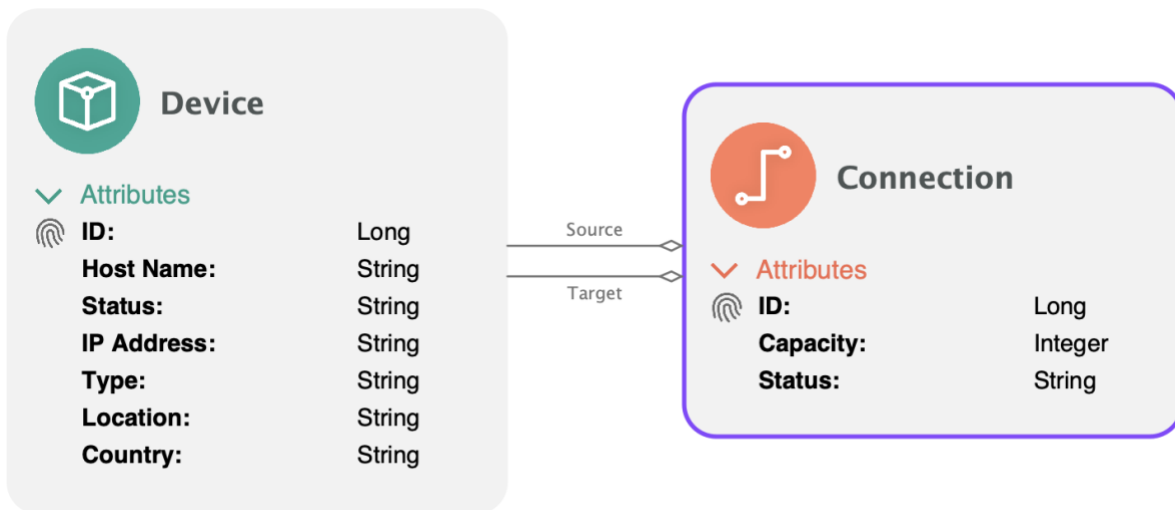 Device
Attributes
ID: Long
Host Name: String
Status: String
IP Address: String
Type: String
Location: String
Country: String
Source
Target
Connection
Attributes
ID: Long
Capacity: Integer
Status: String